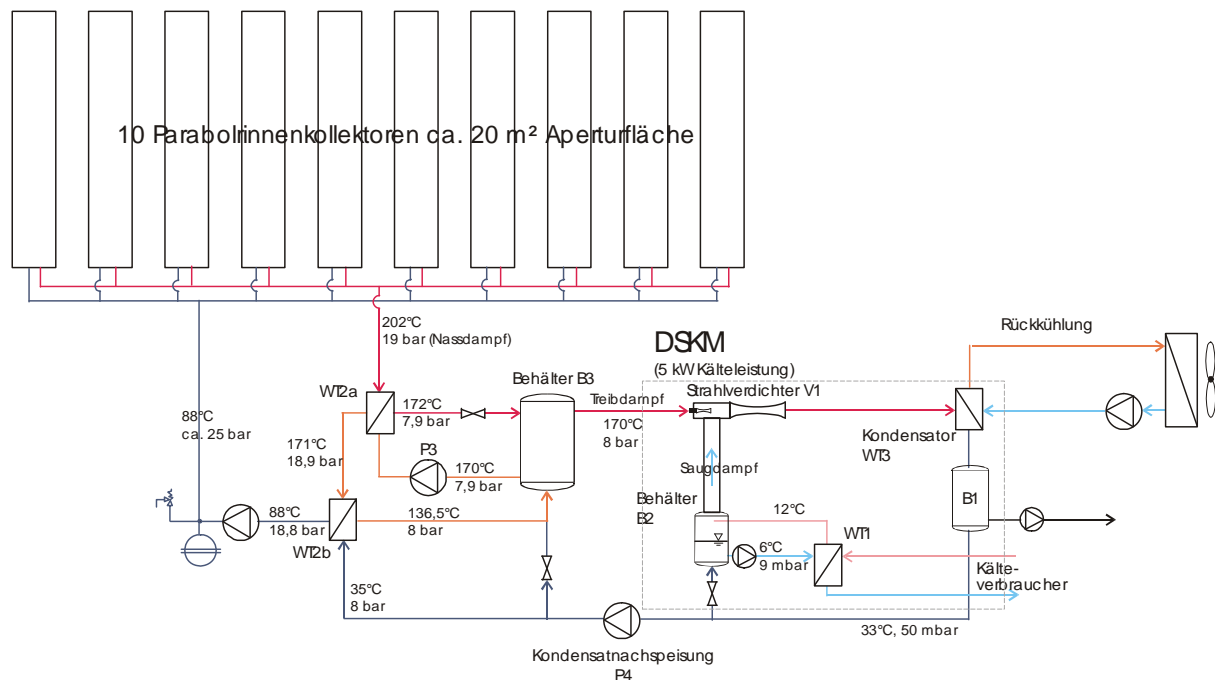 10 Parabolrinnenkollektoren ca. 20 m² Aperturfläche
202°C
19 bar (Nassdampf)
DSKM
(5 kW Kälteleistung)
Rückkühlung
WT2a
Behälter B3
Strahlverdichter V1
Treibdampf
172°C
7,9 bar
170°C
8 bar
88°C
ca. 25 bar
171°C
18,9 bar
P3
170°C
7,9 bar
Kondensator
WT3
Saugdampf
Behälter
B2
B1
12°C
WT1
88°C
18,8 bar
136,5°C
8 bar
WT2b
6°C
9 mbar
Kälte-
verbraucher
35°C
8 bar
33°C, 50 mbar
Kondensatnachspeisung
P4